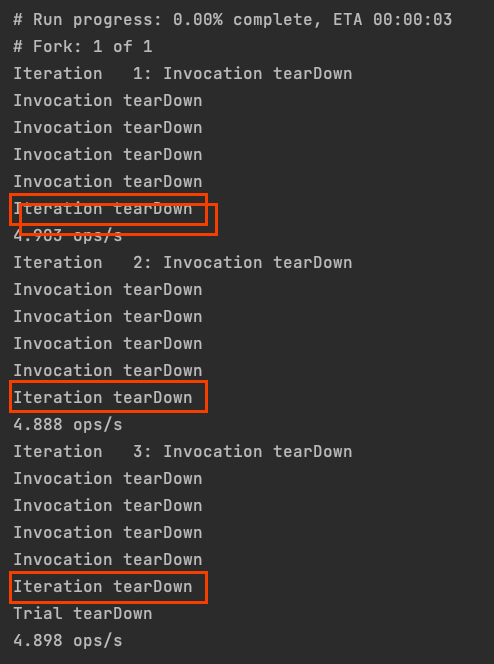 # Run progress: 0.00% complete, ETA 00:00:03
# Fork: 1 of 1
Iteration   1: Invocation tearDown
Invocation tearDown
Invocation tearDown
Invocation tearDown
Invocation tearDown
Iteration tearDown
4.903 ops/s
Iteration   2: Invocation tearDown
Invocation tearDown
Invocation tearDown
Invocation tearDown
Invocation tearDown
Iteration tearDown
4.888 ops/s
Iteration   3: Invocation tearDown
Invocation tearDown
Invocation tearDown
Invocation tearDown
Invocation tearDown
Iteration tearDown
Trial tearDown
4.898 ops/s